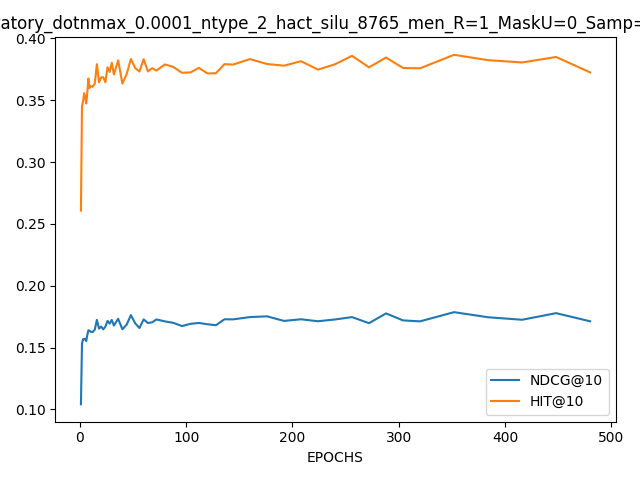 atory_dotnmax_0.0001_ntype_2_hact_silu_8765_men_R=1_MaskU=0_Samp=
0.40
0.35
0.30
0.25
0.20
0.15
0.10
NDCG@10
HIT@10
0 100 200 300 400 500
EPOCHS